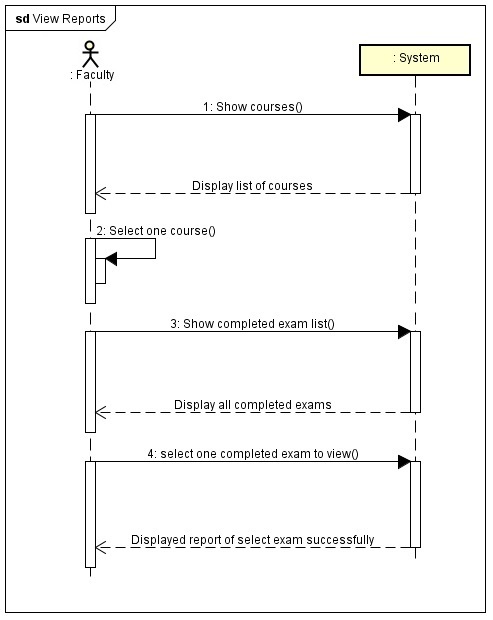 sd View Reports
: Faculty
: System
1: Show courses()
Display list of courses
2: Select one course()
3: Show completed exam list()
Display all completed exams
4: select one completed exam to view()
Displayed report of select exam successfully